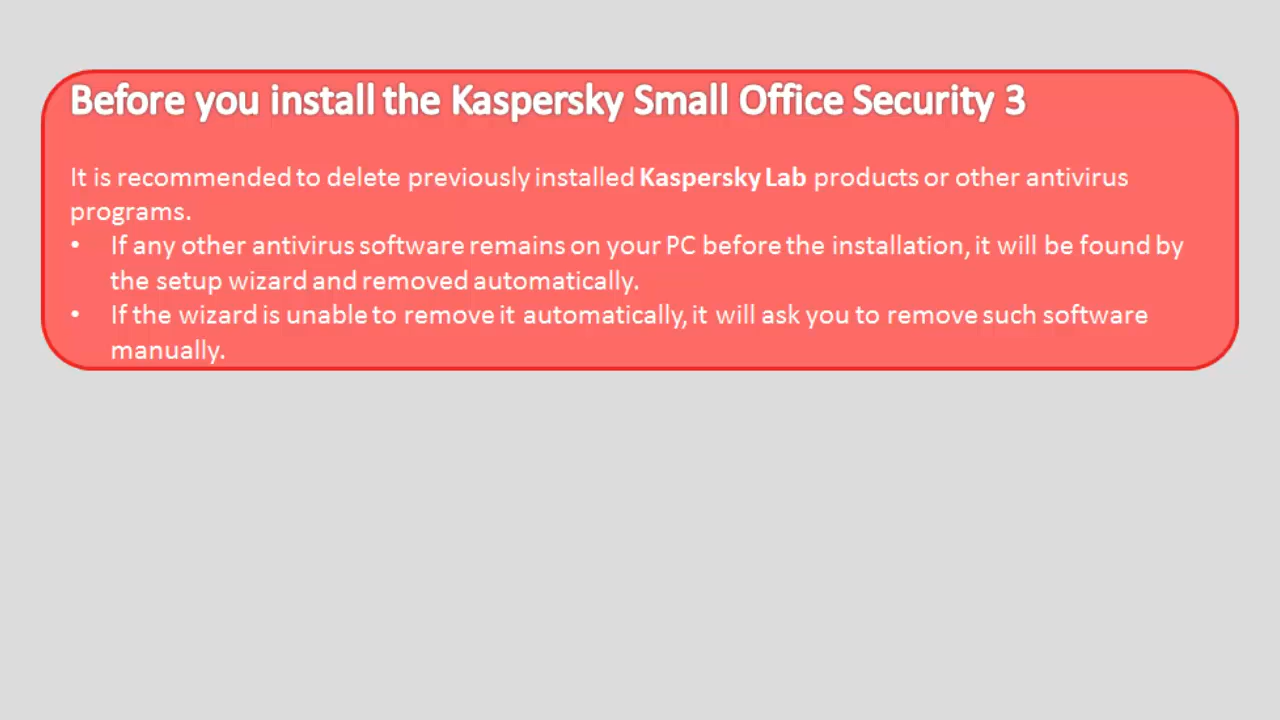 Before you install the Kaspersky Small Office Security 3
It is recommended to delete previously installed Kaspersky Lab products or other antivirus
programs.
• If any other antivirus software remains on your PC before the installation, it will be found by
the setup wizard and removed automatically.
• If the wizard is unable to remove it automatically, it will ask you to remove such software
manually.